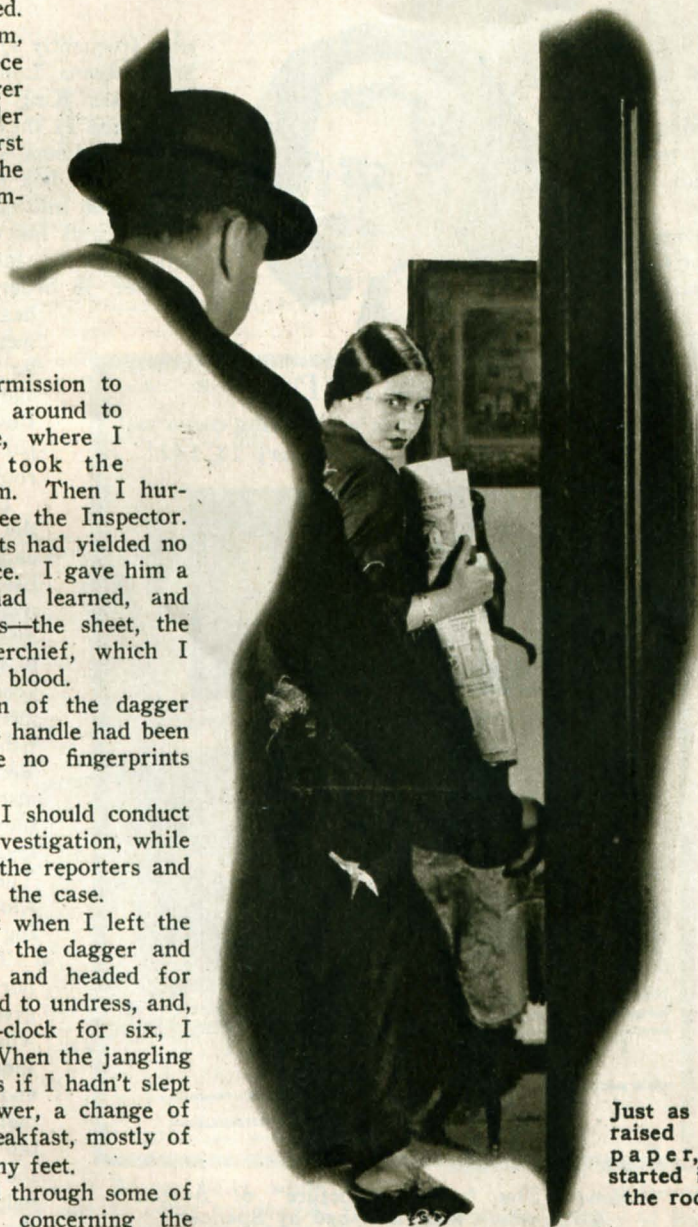 ed.
m,
ce
ger
er
rst
he
m-
rmission to
around to
e, where I
took the
m. Then I hur-
ee the Inspector.
ts had yielded no
ce. I gave him a
had learned, and
s—the sheet, the
erchief, which I
blood.
n of the dagger
handle had been
e no fingerprints
I should conduct
vestigation, while
the reporters and
the case.
when I left the
the dagger and
and headed for
d to undress, and,
-clock for six, I
When the jangling
s if I hadn't slept
wer, a change of
eakfast, mostly of
ny feet.
through some of
concerning the
Just as
raised
paper,
started i
the roo